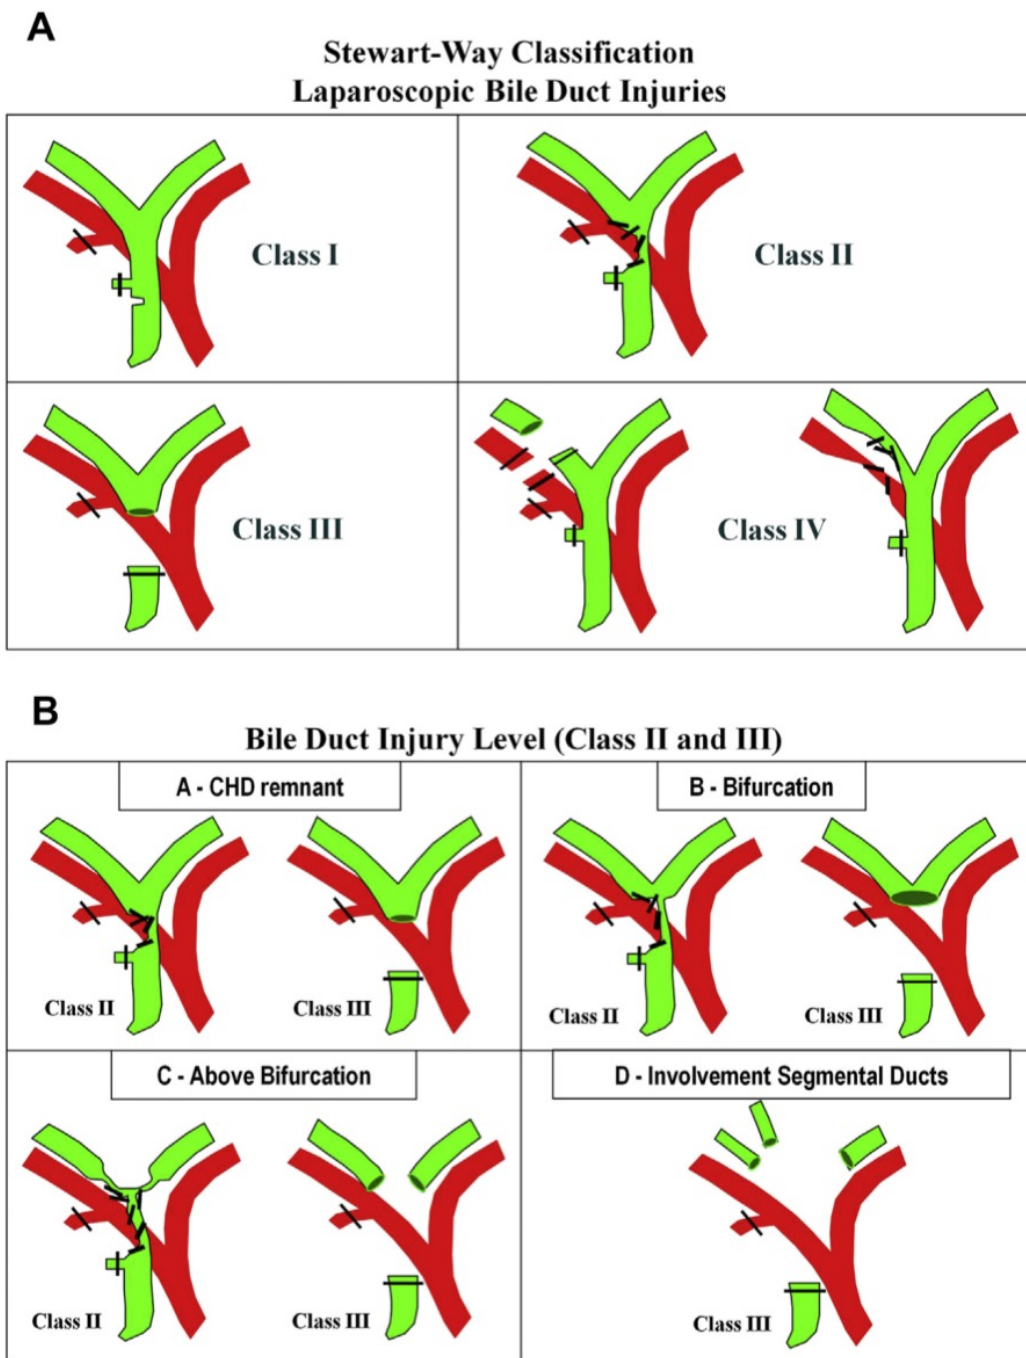 A
Stewart-Way Classification
Laparoscopic Bile Duct Injuries
Class I
Class II
Class III
Class IV
B
Bile Duct Injury Level (Class II and III)
A - CHD remnant
B - Bifurcation
Class II
Class III
Class II
Class III
C - Above Bifurcation
D - Involvement Segmental Ducts
Class II
Class III
Class III